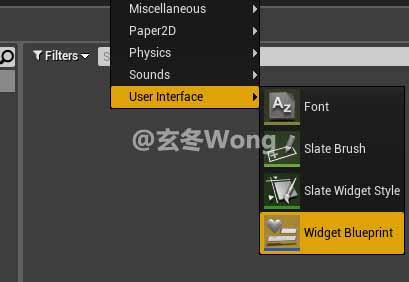 Miscellaneous
Paper2D
Physics
Sounds
User Interface
Filters
Font
Slate Brush
Slate Widget Style
Widget Blueprint
@玄冬Wong